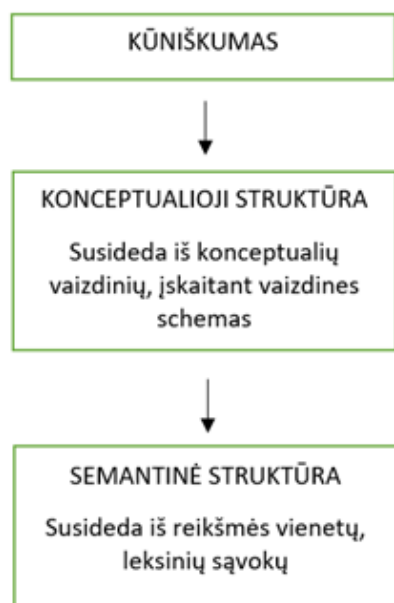 KŪNIŠKUMAS
KONCEPTUALIOJI STRUKTŪRA
Susideda iš konceptualių
vaizdinių, įskaitant vaizdines
schemas
SEMANTINĖ STRUKTŪRA
Susideda iš reikšmės vienetų,
leksinių sąvokų